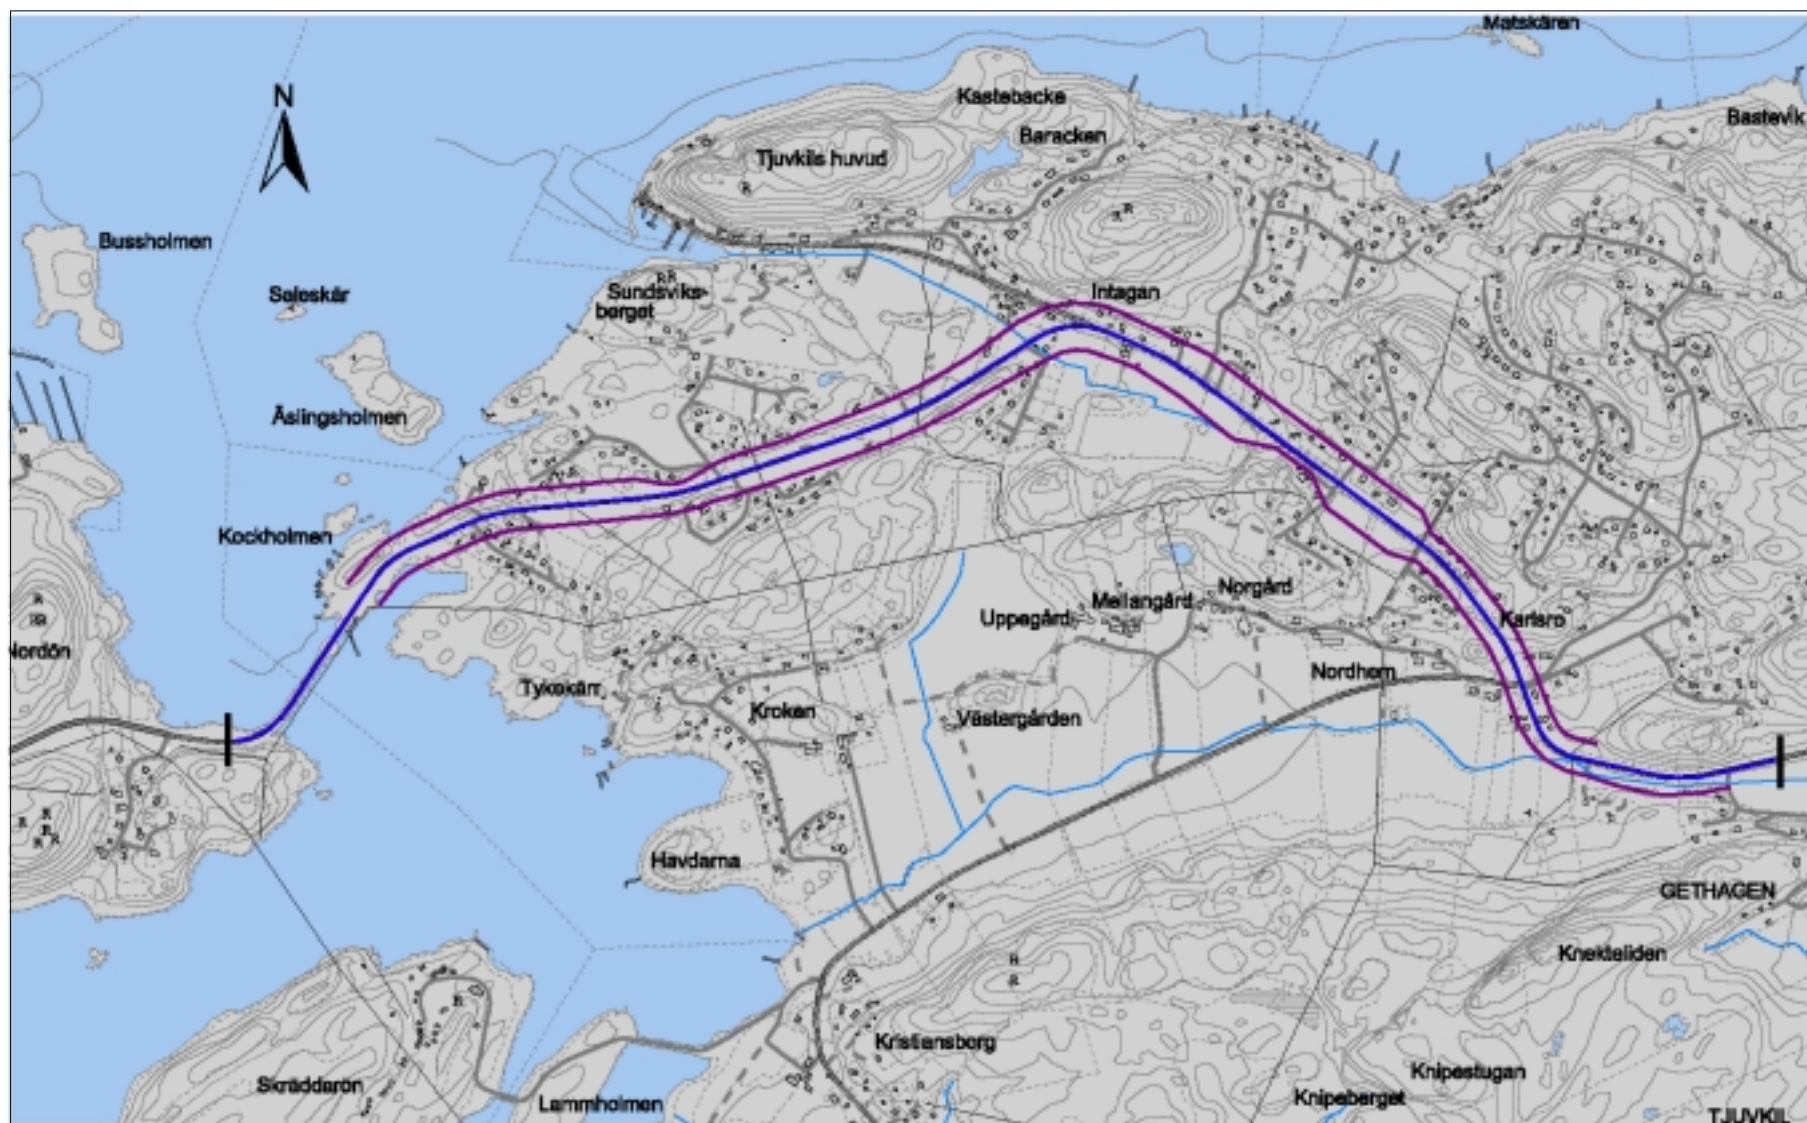 Matskären
N
Kastebacke
Bastevik
Baracken
Tjuvkils huvud
R
R R
Bussholmen
R R
Saleskär
Sundsviks-
berget
Intagan
Äslingsholmen
Kockholmen
R
R
R
Uppegård
Mellangård
Norgård
Karlsro
Nordön
Tykekärr
Nordhem
Kroken
Västergården
R
R
R
R
R
Havdarna
GETHAGEN
Knekteliden
R
R
R
Kristiansborg
Skräddarön
Knipestugan
Lammholmen
Knipeberget
TJUVKIL